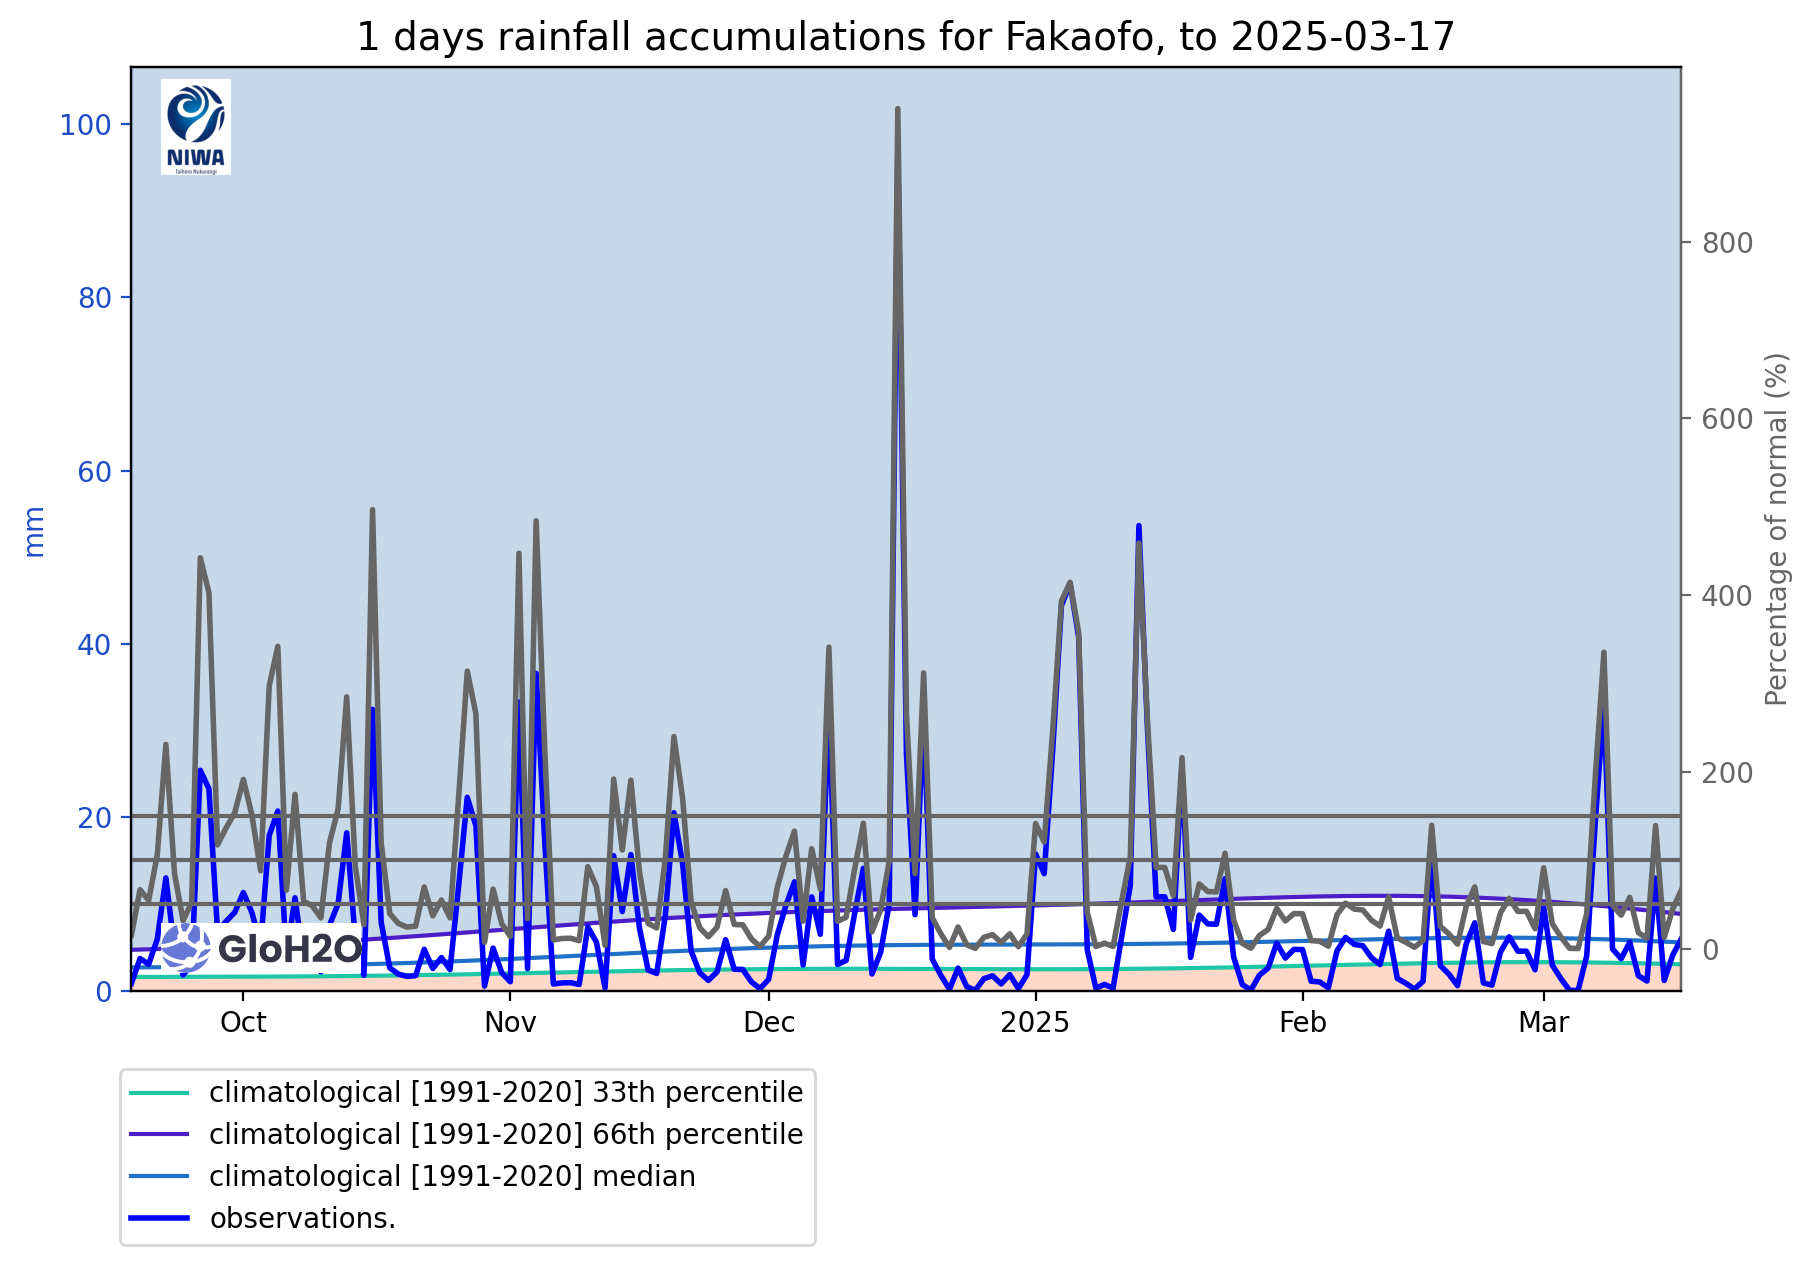 1 days rainfall accumulations for Fakaofo, to 2025-03-17
NIWA
Taihoro Nukurangi
100
80
60
40
20
0
mm
800
600
400
200
0
Percentage of normal (%)
GloH2O
Oct
Nov
Dec
2025
Feb
Mar
climatological [1991-2020] 33th percentile
climatological [1991-2020] 66th percentile
climatological [1991-2020] median
observations.